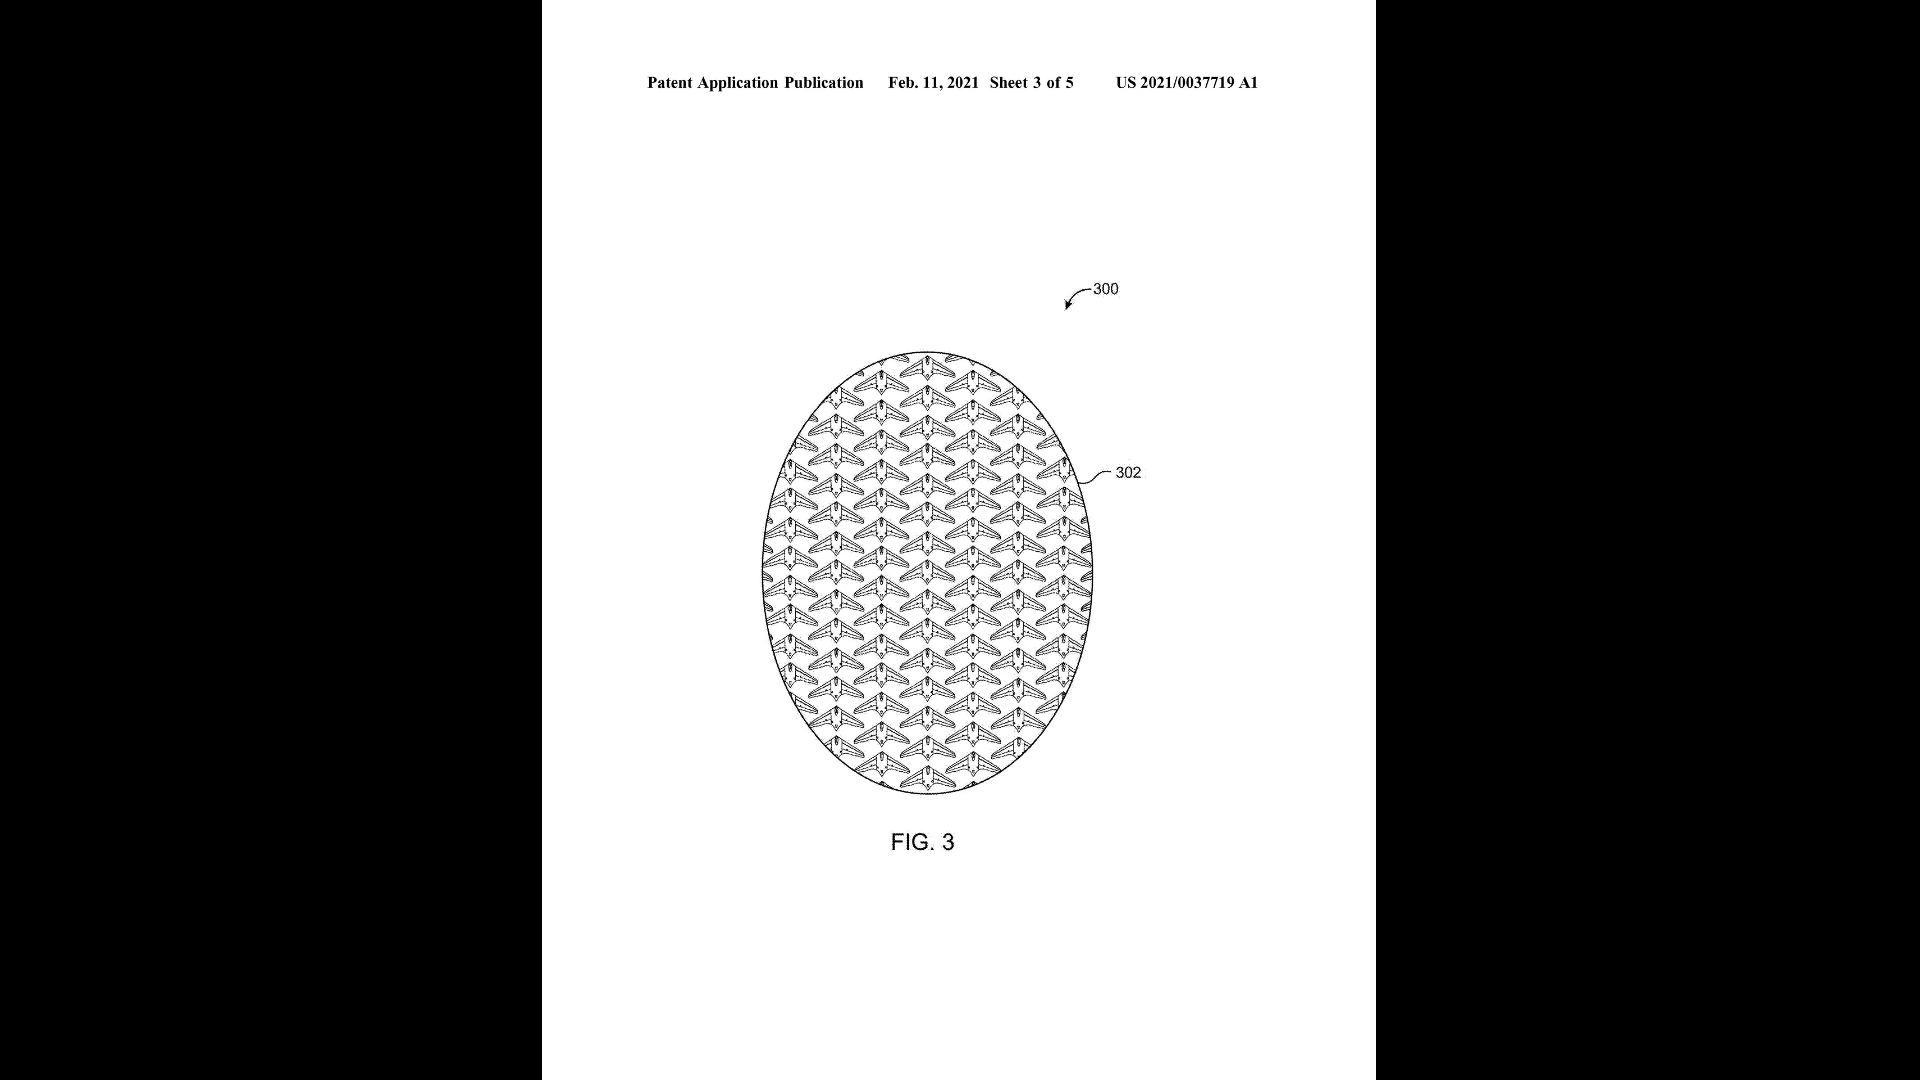 Patent Application Publication Feb. 11, 2021 Sheet 3 of 5 US 2021/0037719 A1
300
302
FIG. 3